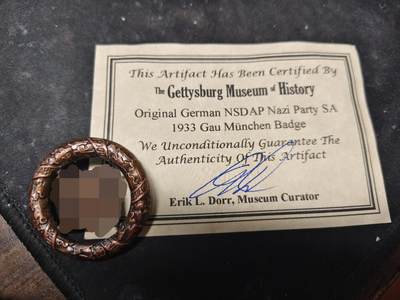 This Artifact Has Been Certified By
The Gettysburg Museum of History
Original German NSDAP Nazi Party SA
1933 Gau München Badge
We Unconditionally Guarantee The
Authenticity Of This Artifact
Erik L. Dorr, Museum Curator